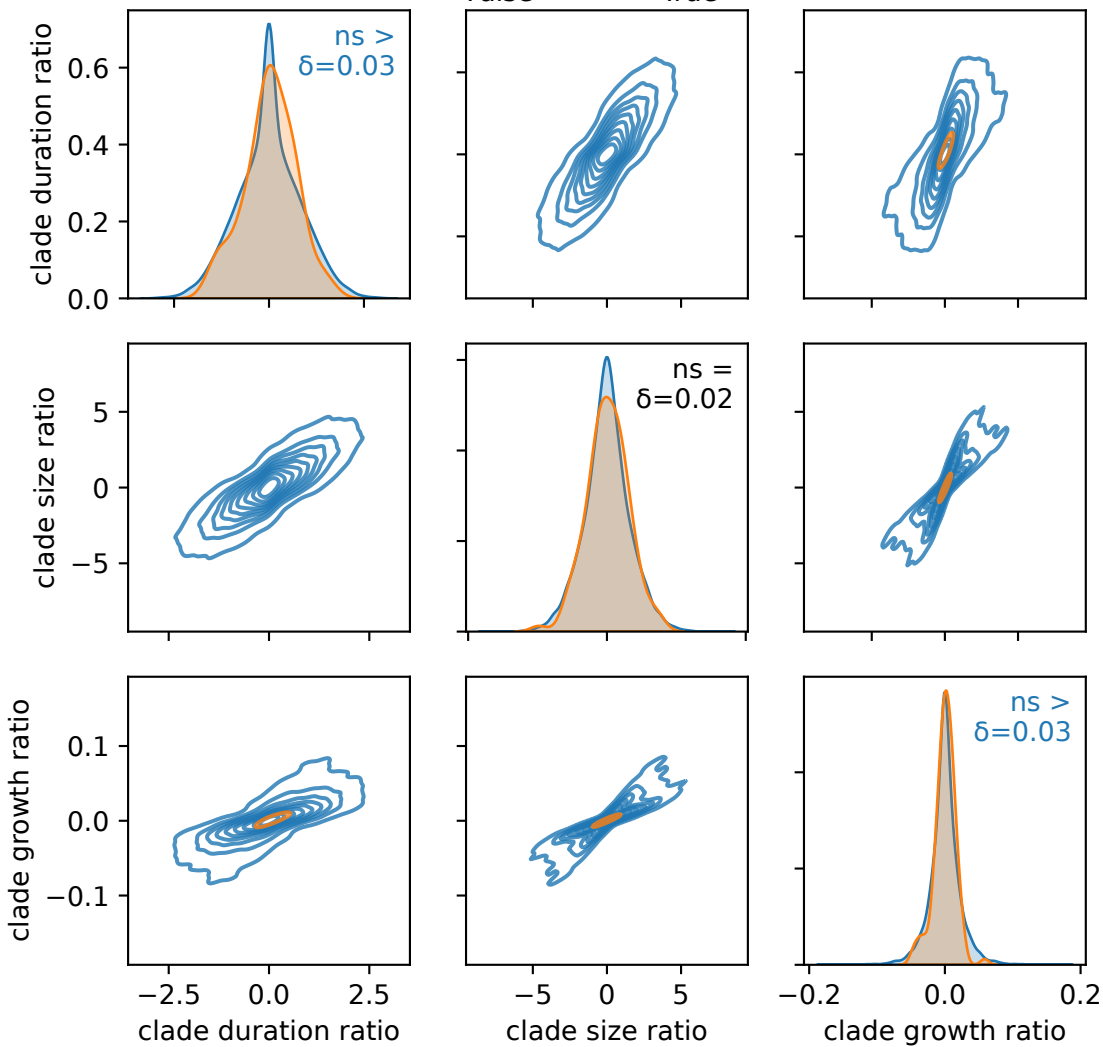 clade duration ratio
0.6
0.4
0.2
0.0
ns >
δ=0.03
clade size ratio
5
0
−5
−5 0 5
ns =
δ=0.02
clade growth ratio
0.1
0.0
−0.1
ns >
δ=0.03
−2.5 0.0 2.5
−5 0 5
−0.2 0.0 0.2
clade duration ratio
clade size ratio
clade growth ratio